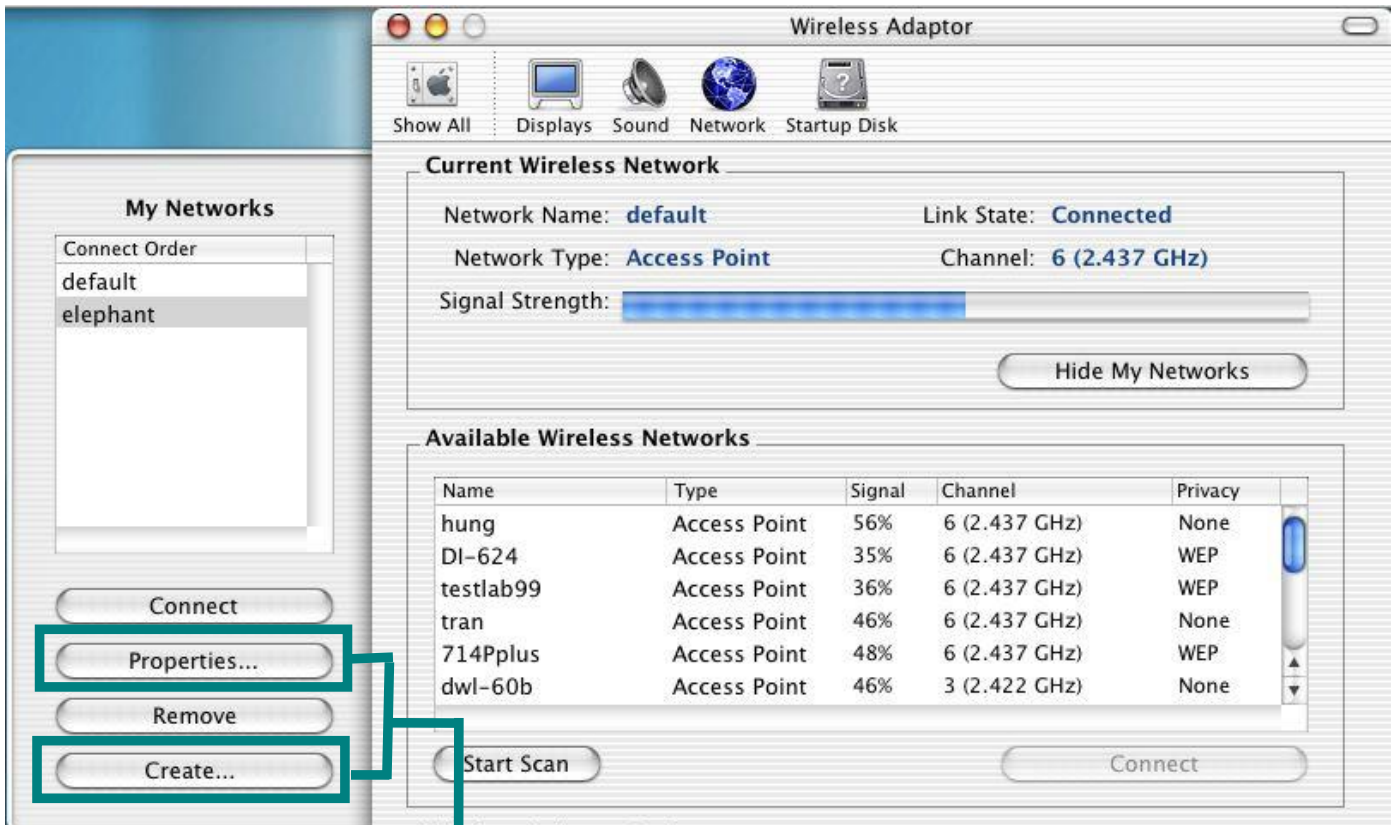 Wireless Adaptor
Show All Displays Sound Network Startup Disk
My Networks
Connect Order
default
elephant
Connect
Properties...
Remove
Create...
Current Wireless Network
Network Name: default Link State: Connected
Network Type: Access Point Channel: 6 (2.437 GHz)
Signal Strength:
Hide My Networks
Available Wireless Networks
Name Type Signal Channel Privacy
hung Access Point 56% 6 (2.437 GHz) None
DI-624 Access Point 35% 6 (2.437 GHz) WEP
testlab99 Access Point 36% 6 (2.437 GHz) WEP
tran Access Point 46% 6 (2.437 GHz) None
714Pplus Access Point 48% 6 (2.437 GHz) WEP
dwl-60b Access Point 46% 3 (2.422 GHz) None
Start Scan Connect